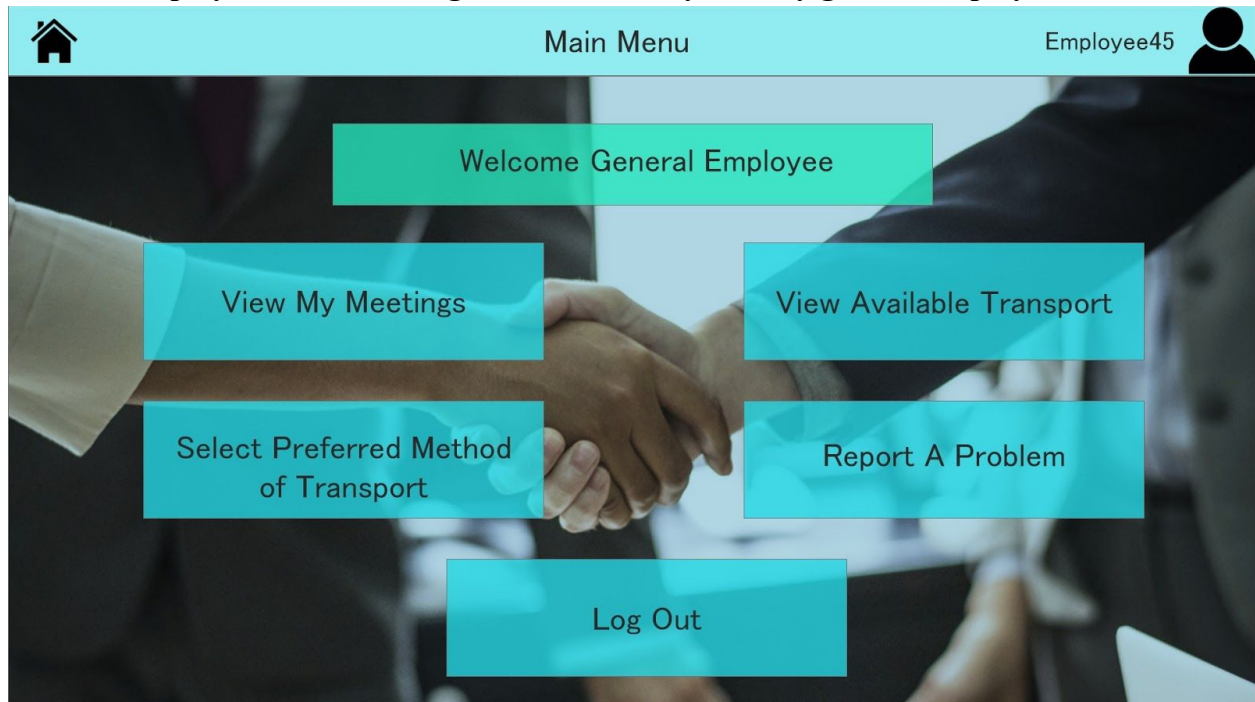 Main Menu
Employee45
Welcome General Employee
View My Meetings
View Available Transport
Select Preferred Method
of Transport
Report A Problem
Log Out